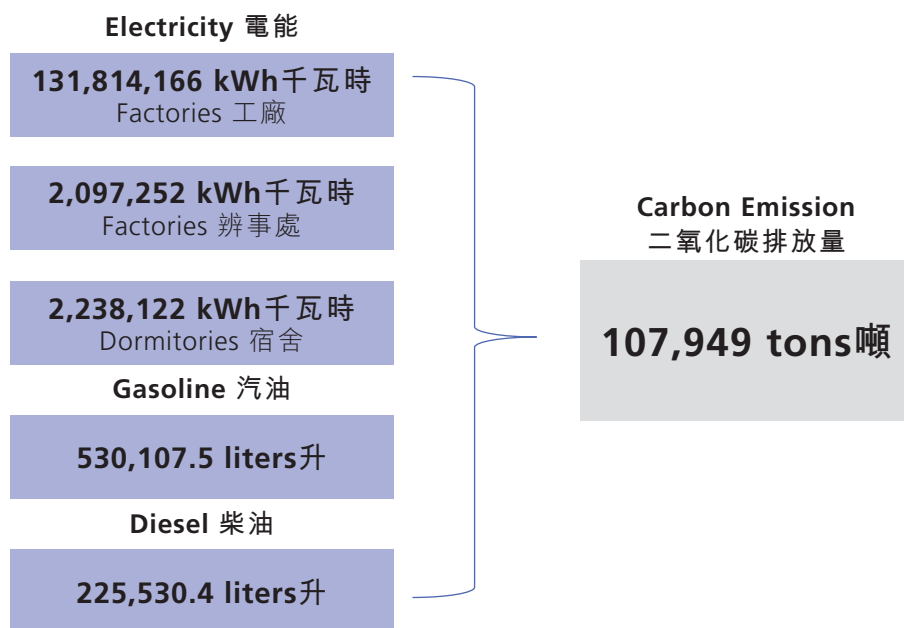 Electricity 電能
131,814,166 kWh千瓦時
Factories 工廠
2,097,252 kWh千瓦時
Factories 辨事處
2,238,122 kWh千瓦時
Dormitories 宿舍
Gasoline 汽油
530,107.5 liters升
Diesel 柴油
225,530.4 liters升
Carbon Emission
二氧化碳排放量
107,949 tons噸